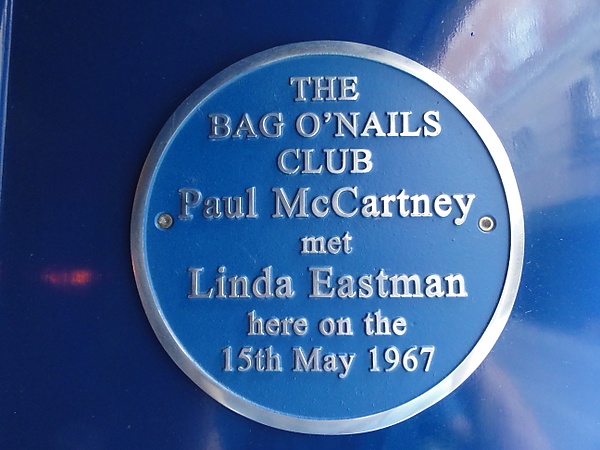 THE
BAG O'NAILS
CLUB
Paul McCartney
met
Linda Eastman
here on the
15th May 1967